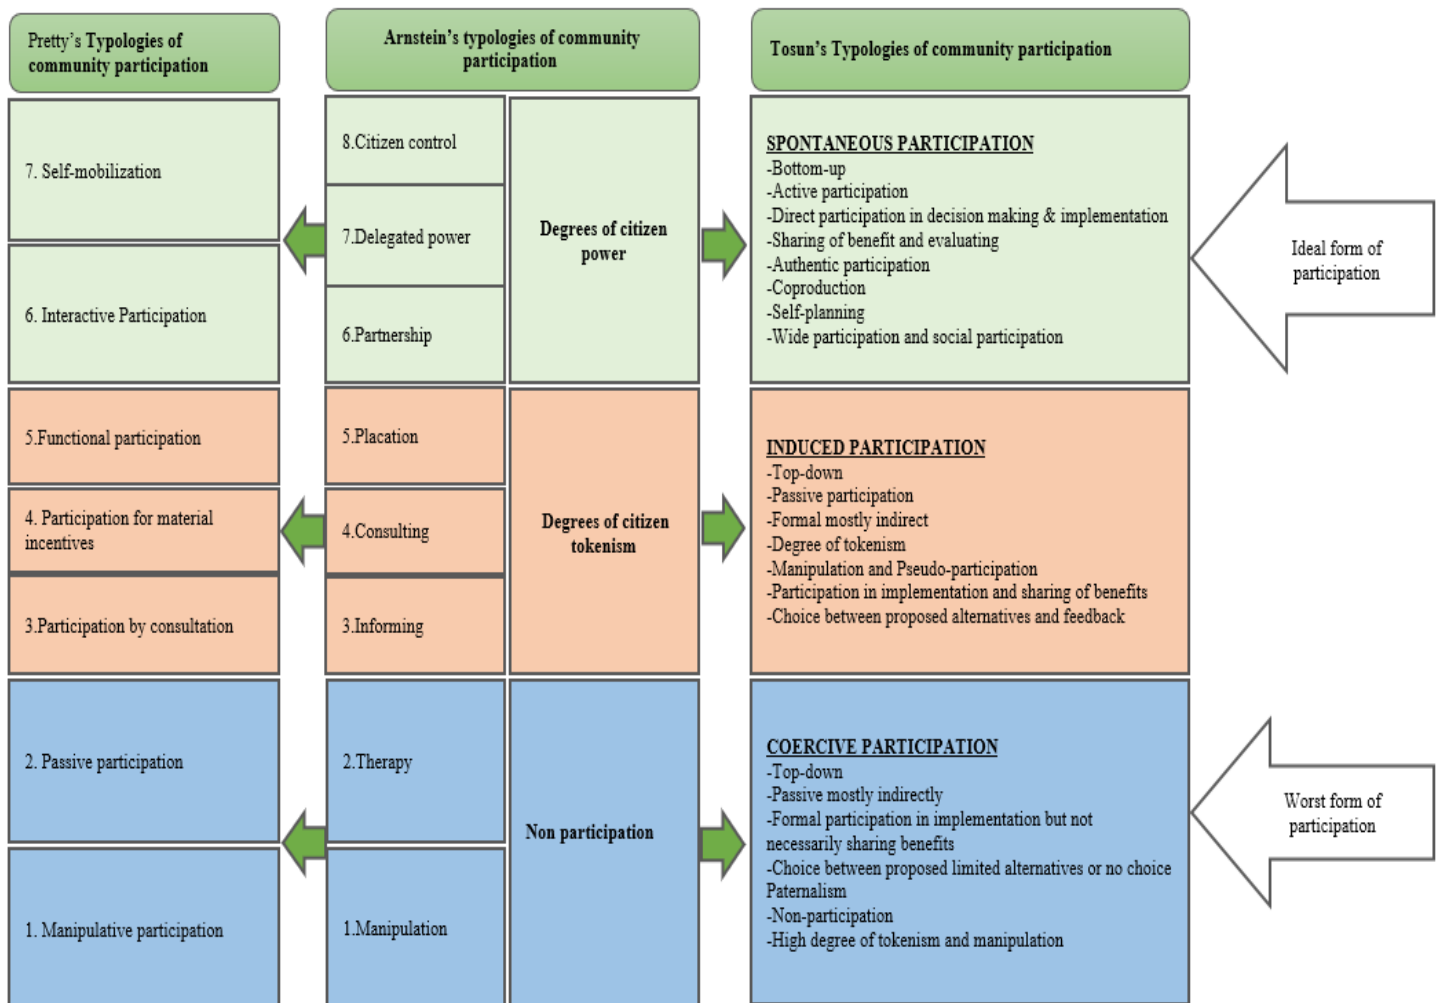 Pretty's Typologies of
community participation
7. Self-mobilization
6. Interactive Participation
5.Functional participation
4. Participation for material
incentives
3.Participation by consultation
2. Passive participation
1. Manipulative participation
Arnstein's typologies of community
participation
8.Citizen control
7.Delegated power
6.Partnership
5.Placation
4.Consulting
3.Informing
2.Therapy
1.Manipulation
Degrees of citizen
power
Degrees of citizen
tokenism
Non participation
Tosun's Typologies of community participation
SPONTANEOUS PARTICIPATION
-Bottom-up
-Active participation
-Direct participation in decision making & implementation
-Sharing of benefit and evaluating
-Authentic participation
-Coproduction
-Self-planning
-Wide participation and social participation
INDUCED PARTICIPATION
-Top-down
-Passive participation
-Formal mostly indirect
-Degree of tokenism
-Manipulation and Pseudo-participation
-Participation in implementation and sharing of benefits
-Choice between proposed alternatives and feedback
COERCIVE PARTICIPATION
-Top-down
-Passive mostly indirectly
-Formal participation in implementation but not
necessarily sharing benefits
-Choice between proposed limited alternatives or no choice
Paternalism
-Non-participation
-High degree of tokenism and manipulation
Ideal form of
participation
Worst form of
participation